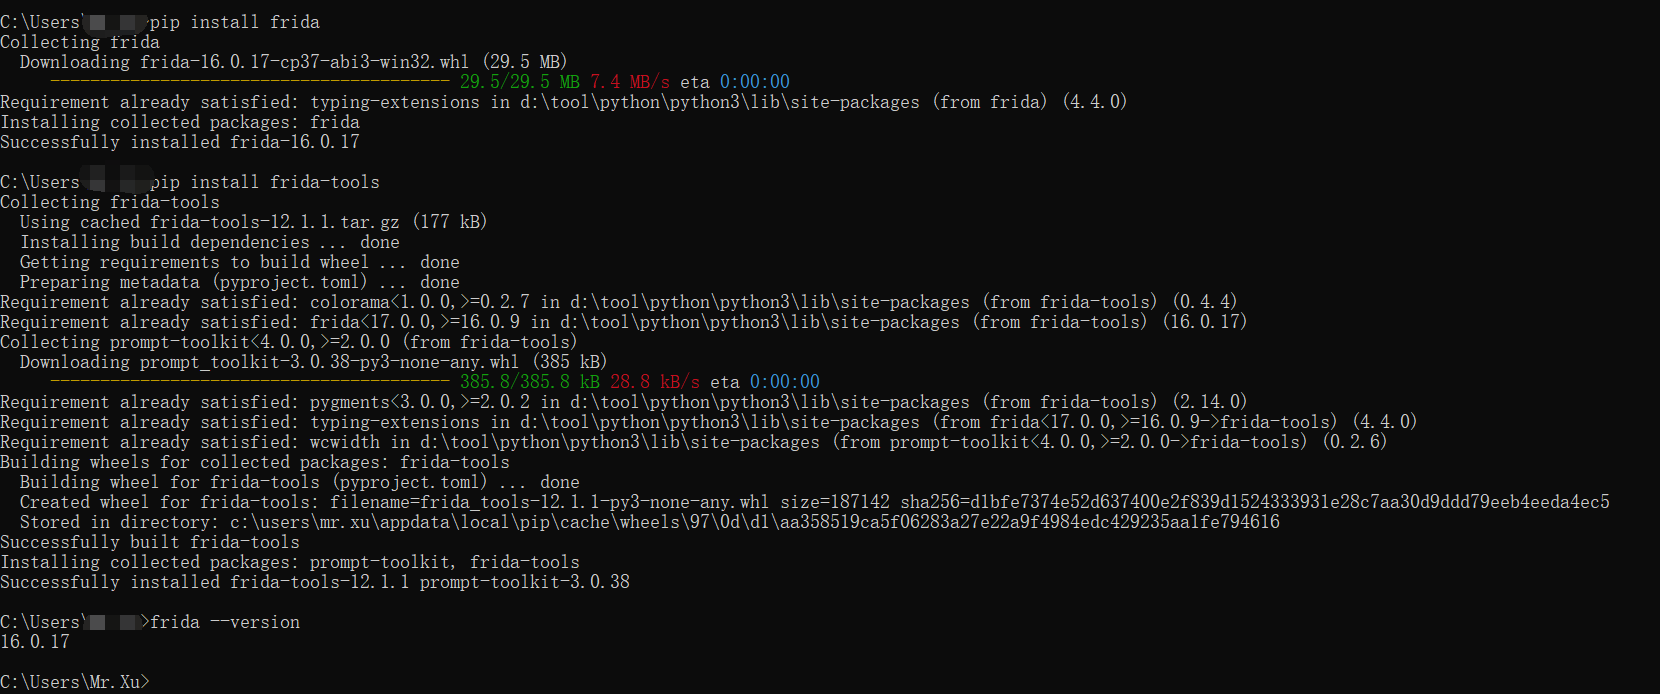 C:\Users\ pip install frida
Collecting frida
Downloading frida-16.0.17-cp37-abi3-win32.whl (29.5 MB)
---------------------------------------- 29.5/29.5 MB 7.4 MB/s eta 0:00:00
Requirement already satisfied: typing-extensions in d:\tool\python\python3\lib\site-packages (from frida) (4.4.0)
Installing collected packages: frida
Successfully installed frida-16.0.17
C:\Users pip install frida-tools
Collecting frida-tools
Using cached frida-tools-12.1.1.tar.gz (177 kB)
Installing build dependencies ... done
Getting requirements to build wheel ... done
Preparing metadata (pyproject.toml) ... done
Requirement already satisfied: colorama<1.0.0,>=0.2.7 in d:\tool\python\python3\lib\site-packages (from frida-tools) (0.4.4)
Requirement already satisfied: frida<17.0.0,>=16.0.9 in d:\tool\python\python3\lib\site-packages (from frida-tools) (16.0.17)
Collecting prompt-toolkit<4.0.0,>=2.0.0 (from frida-tools)
Downloading prompt_toolkit-3.0.38-py3-none-any.whl (385 kB)
---------------------------------------- 385.8/385.8 kB 28.8 kB/s eta 0:00:00
Requirement already satisfied: pygments<3.0.0,>=2.0.2 in d:\tool\python\python3\lib\site-packages (from frida-tools) (2.14.0)
Requirement already satisfied: typing-extensions in d:\tool\python\python3\lib\site-packages (from frida<17.0.0,>=16.0.9->frida-tools) (4.4.0)
Requirement already satisfied: wcwidth in d:\tool\python\python3\lib\site-packages (from prompt-toolkit<4.0.0,>=2.0.0->frida-tools) (0.2.6)
Building wheels for collected packages: frida-tools
Building wheel for frida-tools (pyproject.toml) ... done
Created wheel for frida-tools: filename=frida_tools-12.1.1-py3-none-any.whl size=187142 sha256=d1bfe7374e52d637400e2f839d1524333931e28c7aa30d9ddd79eeb4eeda4ec5
Stored in directory: c:\users\mr.xu\appdata\local\pip\cache\wheels\97\0d\d1\aa358519ca5f06283a27e22a9f4984edc429235aa1fe794616
Successfully built frida-tools
Installing collected packages: prompt-toolkit, frida-tools
Successfully installed frida-tools-12.1.1 prompt-toolkit-3.0.38
C:\Users\ >frida --version
16.0.17
C:\Users\Mr.Xu>